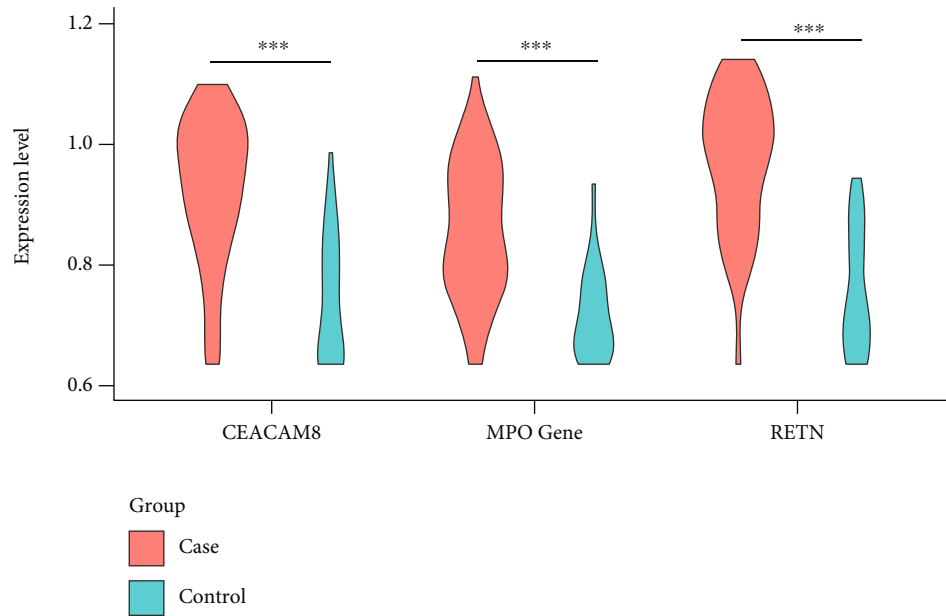 Expression level
1.2
1.0
0.8
0.6
***
***
***
CEACAM8
MPO Gene
RETN
Group
Case
Control